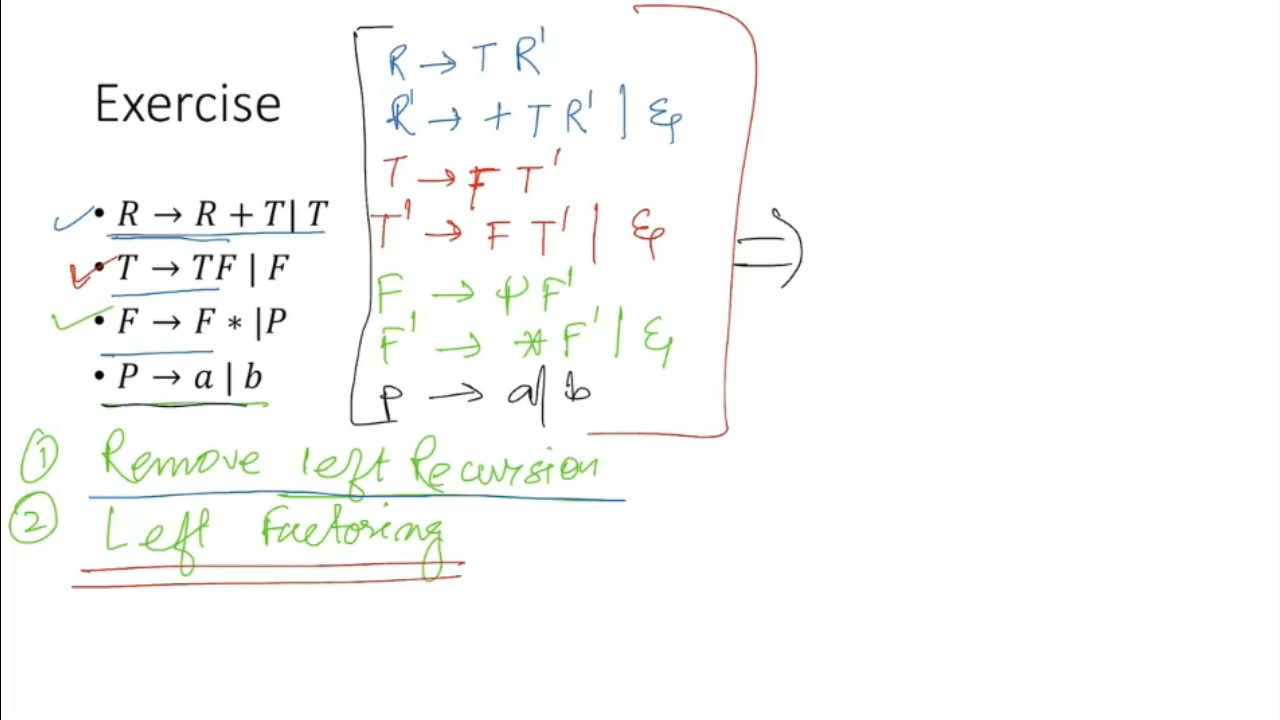 Exercise
• R → R + T| T
• T → TF | F
• F → F ∗ |P
• P → a | b
R → T R'
R' → + T R' | ε
T → F T'
T' → F T' | ε
F → P F'
F' → * F' | ε
P → a| b
⇒
① Remove left Recursion
② Left Factoring